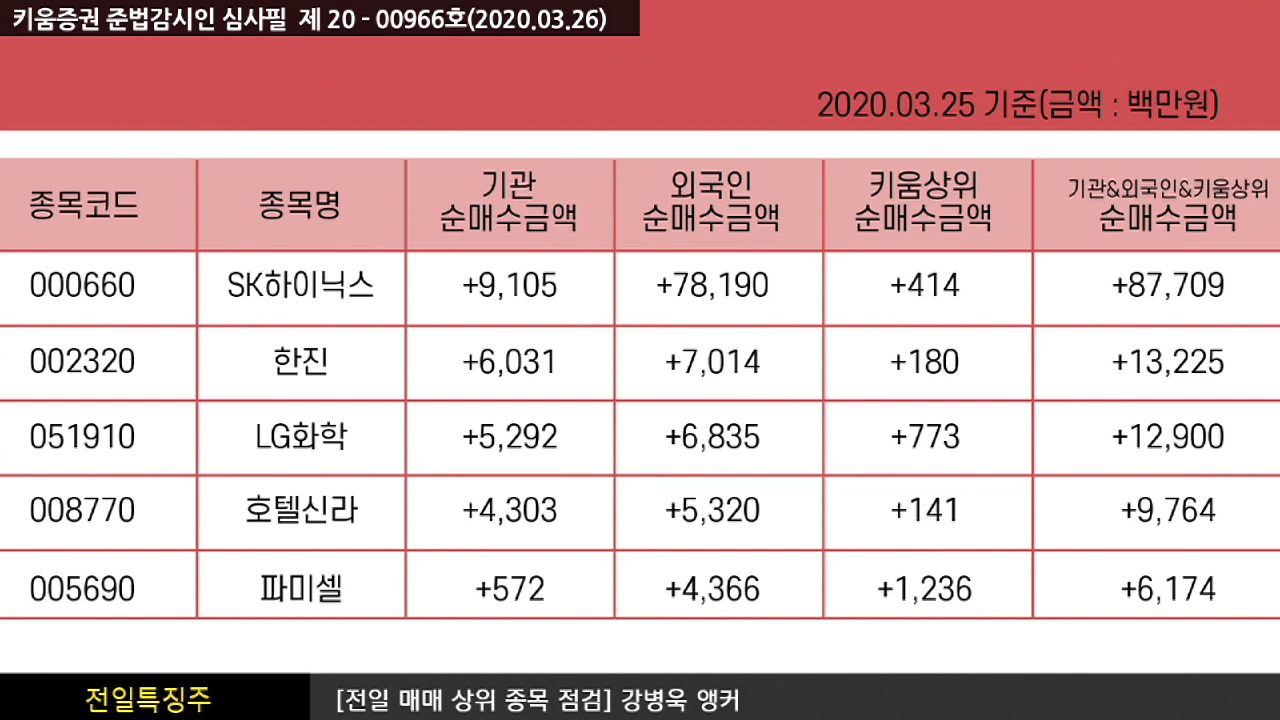 키움증권 준법감시인 심사필 제 20 - 00966호(2020.03.26)
2020.03.25 기준(금액 : 백만원)
종목코드 종목명 기관 순매수금액 외국인 순매수금액 키움상위 순매수금액 기관&외국인&키움상위 순매수금액
000660 SK하이닉스 +9,105 +78,190 +414 +87,709
002320 한진 +6,031 +7,014 +180 +13,225
051910 LG화학 +5,292 +6,835 +773 +12,900
008770 호텔신라 +4,303 +5,320 +141 +9,764
005690 파미셀 +572 +4,366 +1,236 +6,174
전일특징주 [전일 매매 상위 종목 점검] 강병욱 앵커